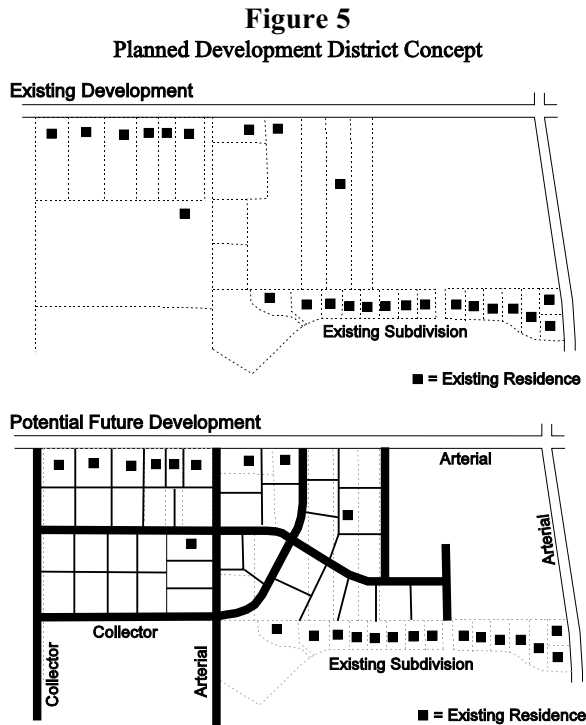 Figure 5
Planned Development District Concept
Existing Development
Existing Subdivision
= Existing Residence
Potential Future Development
Arterial
Arterial
Collector
Collector
Arterial
Existing Subdivision
= Existing Residence